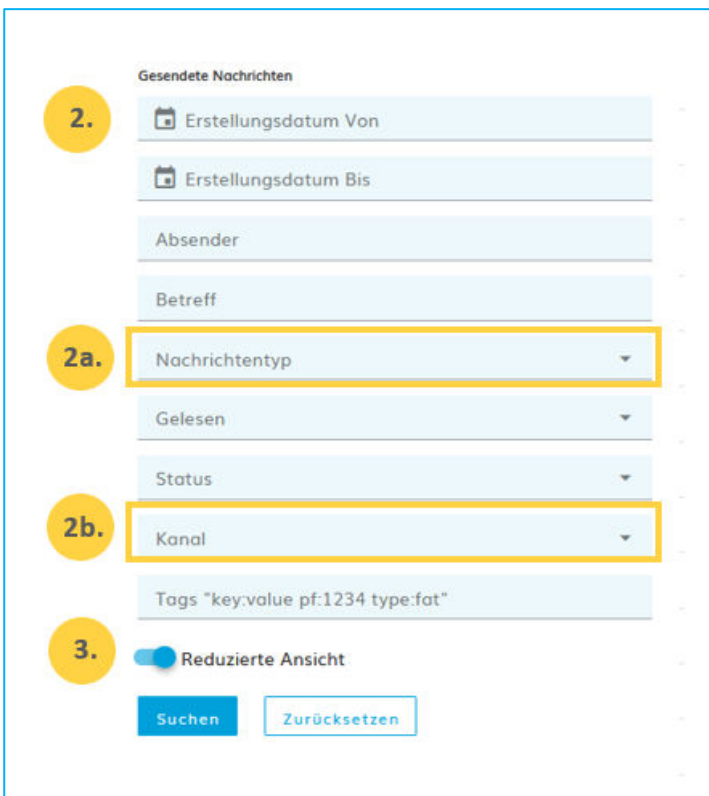 Gesendete Nachrichten
2.
Erstellungsdatum Von
Erstellungsdatum Bis
Absender
Betreff
2a.
Nachrichtentyp
Gelesen
Status
2b.
Kanal
Tags "key:value pf:1234 type:fat"
3.
Reduzierte Ansicht
Suchen Zurücksetzen